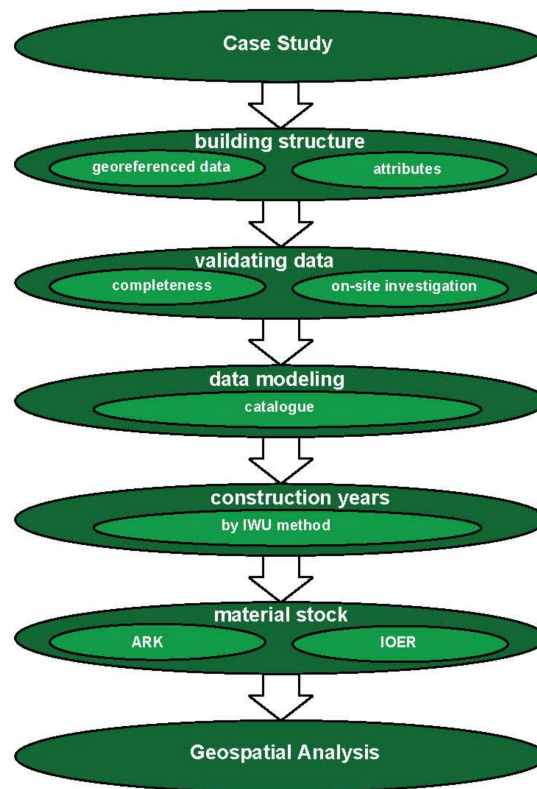 Case Study
building structure
georeferenced data
attributes
validating data
completeness
on-site investigation
data modeling
catalogue
construction years
by IWU method
material stock
ARK
IOER
Geospatial Analysis